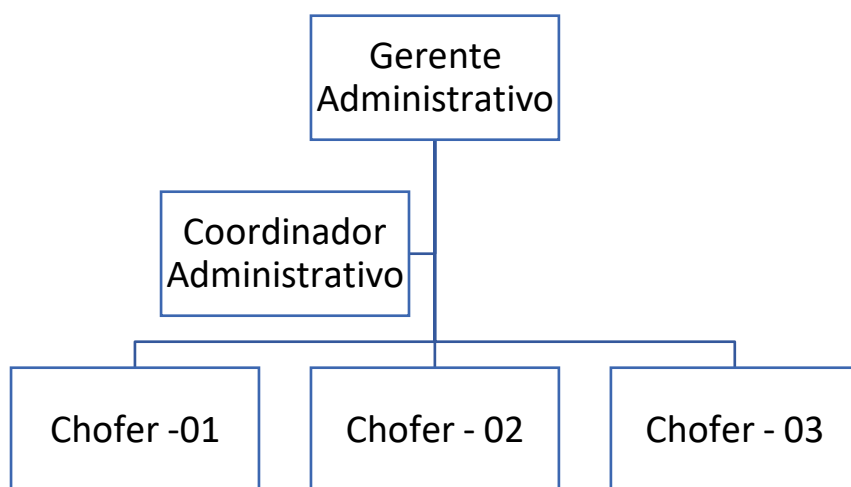 Gerente
Administrativo
Coordinador
Administrativo
Chofer -01
Chofer - 02
Chofer - 03